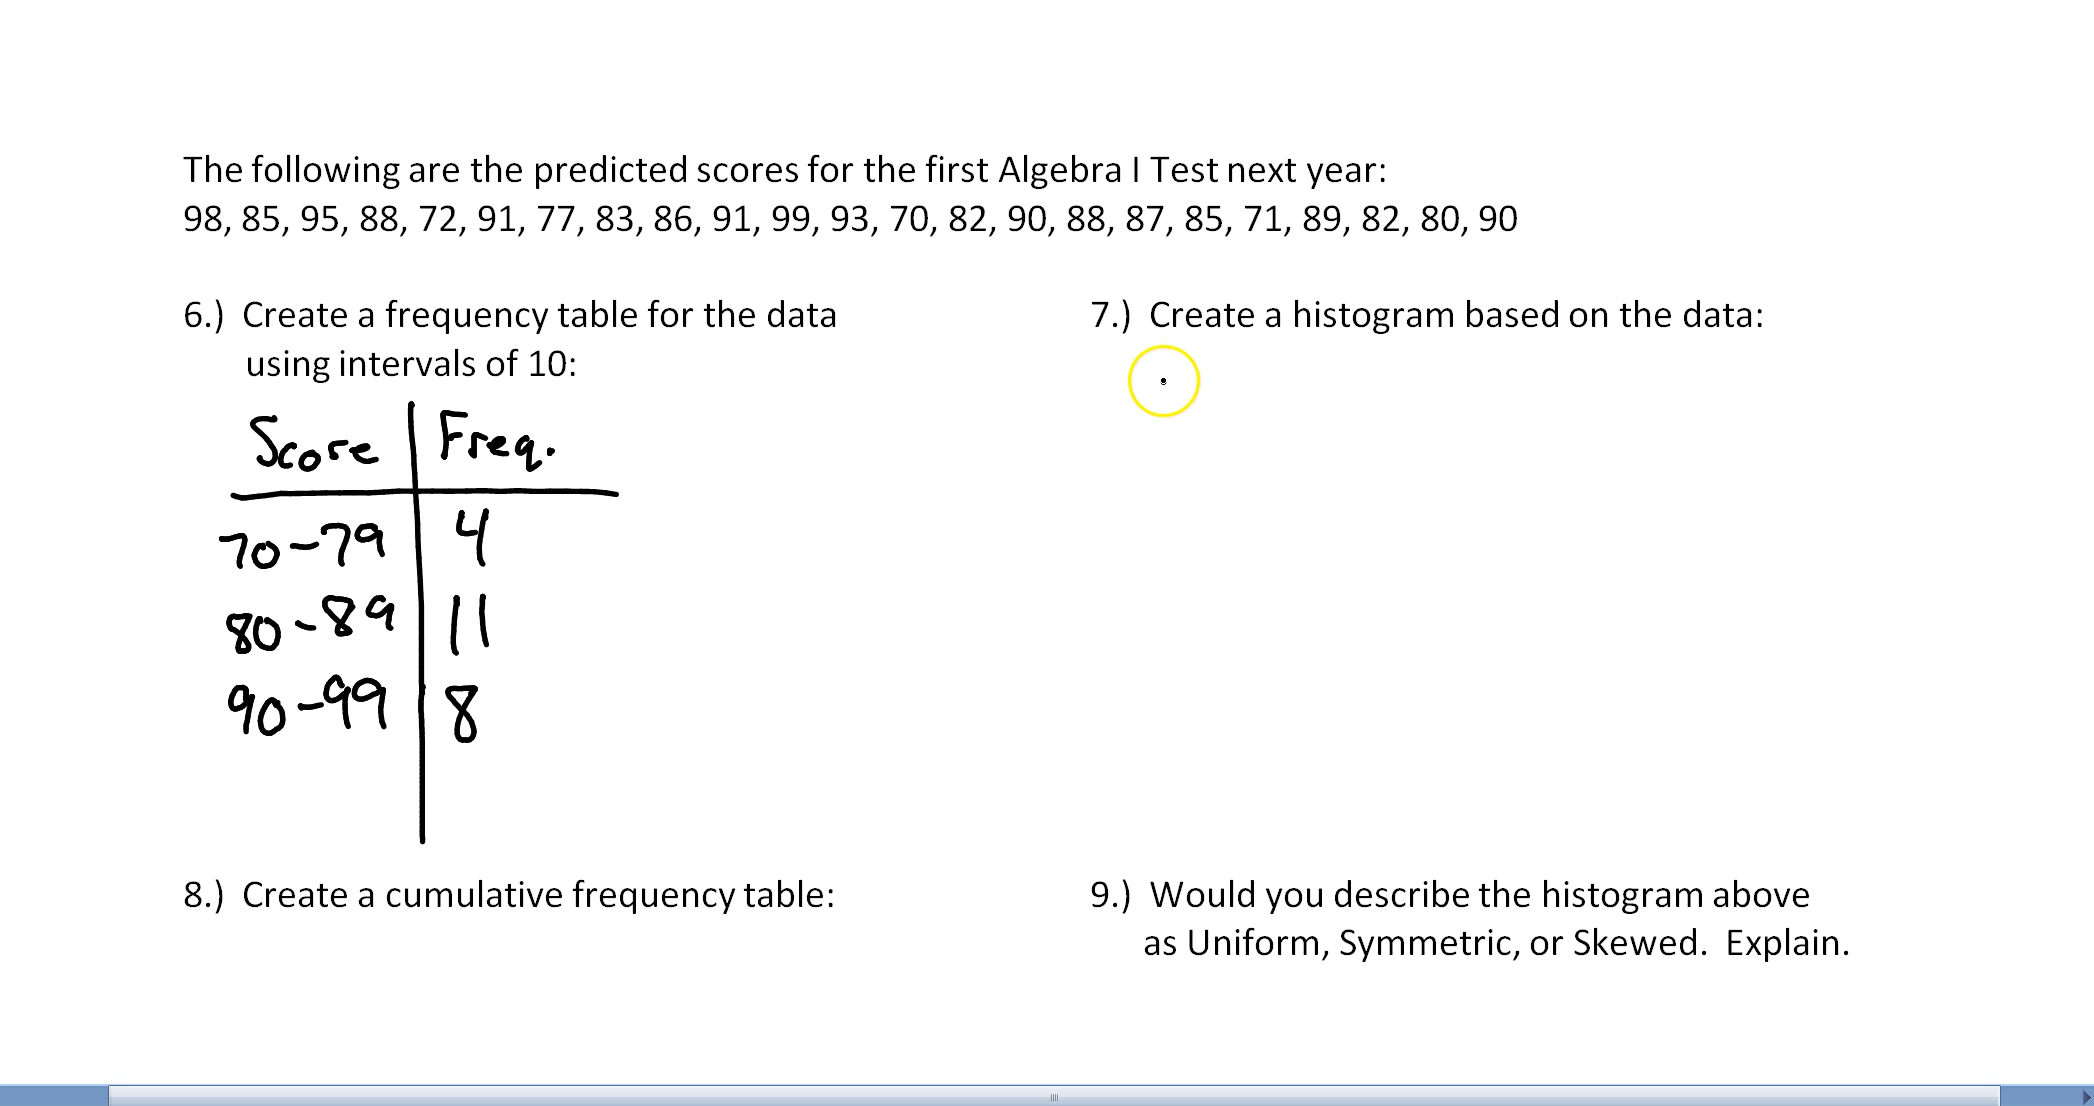 The following are the predicted scores for the first Algebra I Test next year:
98, 85, 95, 88, 72, 91, 77, 83, 86, 91, 99, 93, 70, 82, 90, 88, 87, 85, 71, 89, 82, 80, 90
6.) Create a frequency table for the data
using intervals of 10:
Score Freq.
70-79 4
80-89 11
90-99 8
7.) Create a histogram based on the data:
8.) Create a cumulative frequency table:
9.) Would you describe the histogram above
as Uniform, Symmetric, or Skewed. Explain.